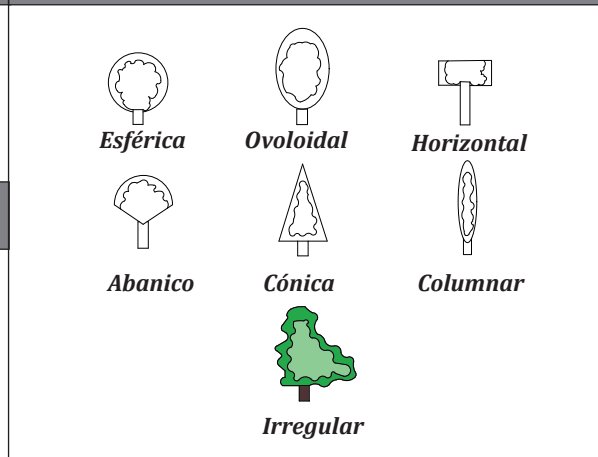 Esférica
Ovoloidal
Horizontal
Abanico
Cónica
Columnar
Irregular